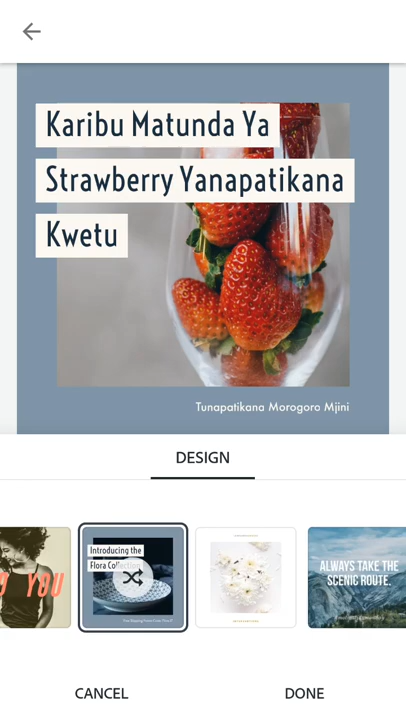 Karibu Matunda Ya
Strawberry Yanapatikana
Kwetu
Tunapatikana Morogoro Mjini
DESIGN
YOU
Introducing the
Flora Collection
ALWAYS TAKE THE
SCENIC ROUTE.
CANCEL
DONE